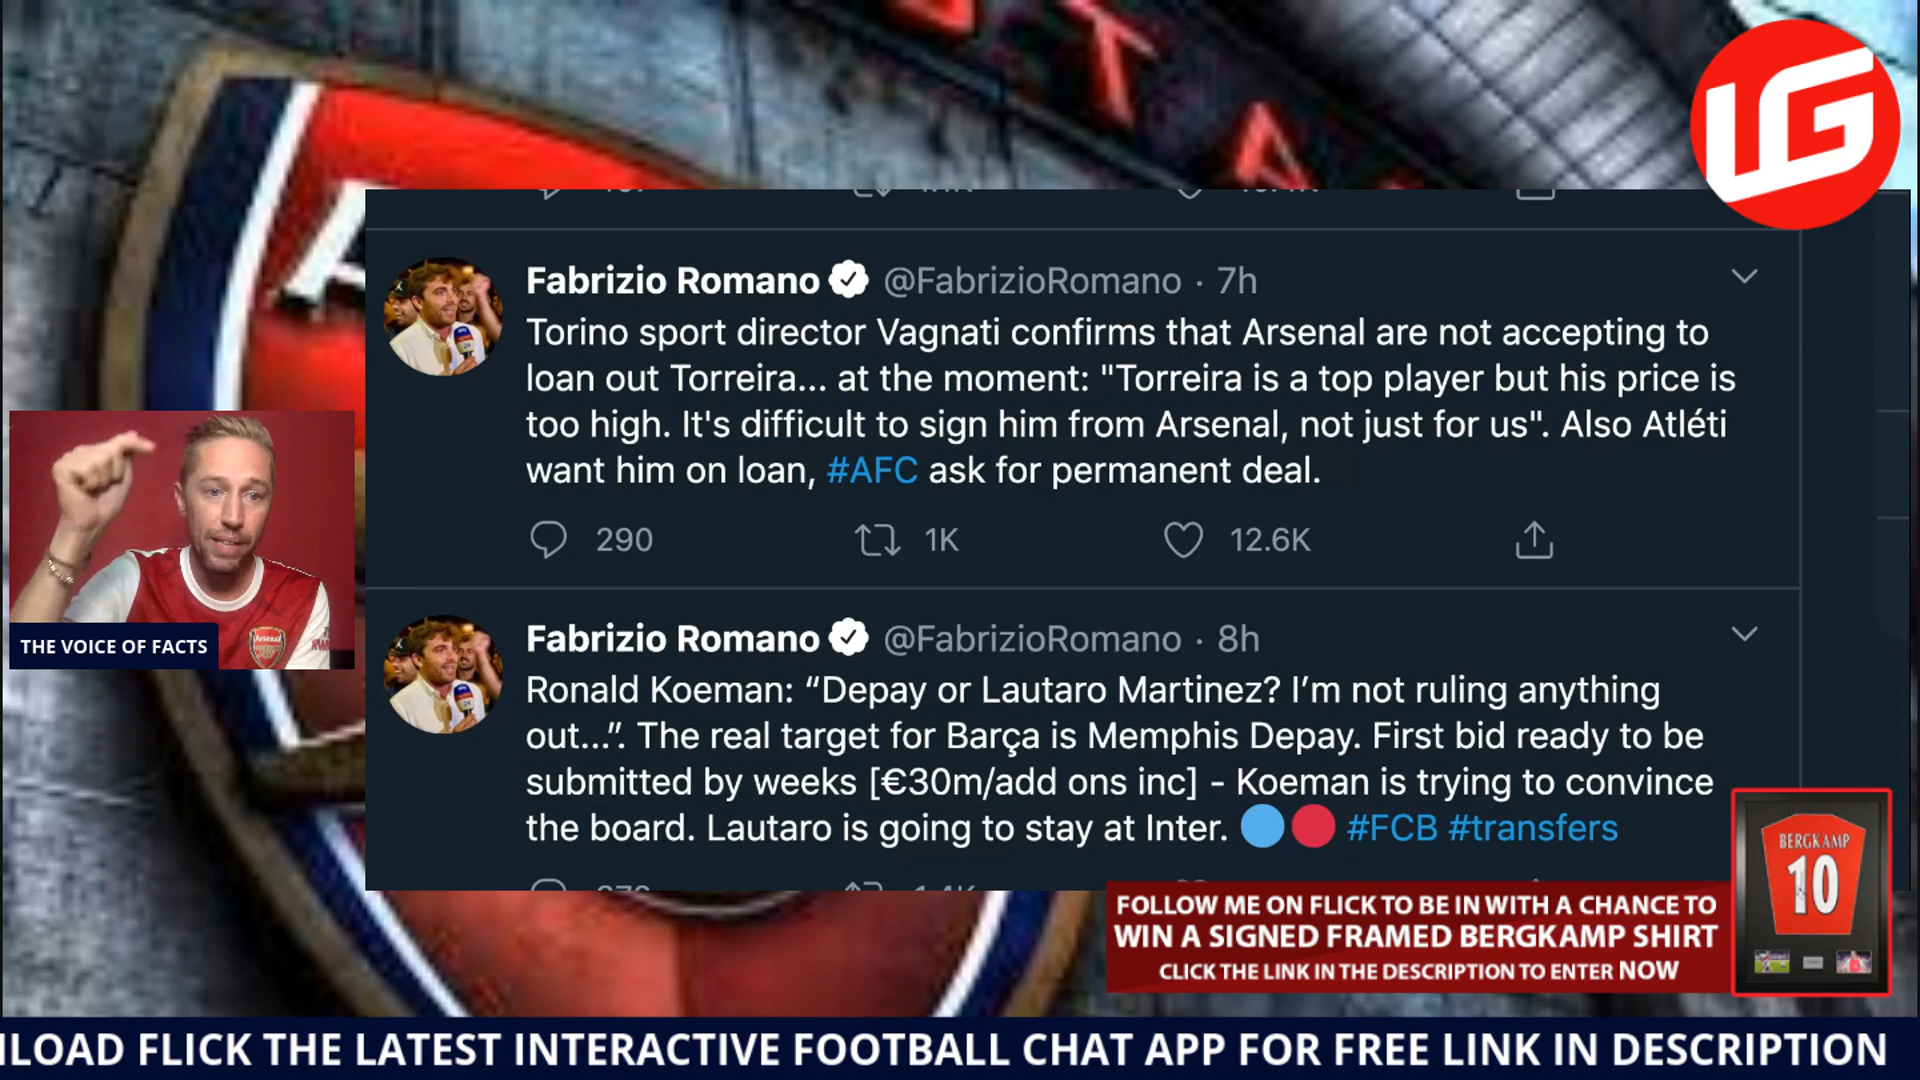 T
A
LG
A
Fabrizio Romano @FabrizioRomano · 7h
Torino sport director Vagnati confirms that Arsenal are not accepting to
loan out Torreira... at the moment: "Torreira is a top player but his price is
too high. It's difficult to sign him from Arsenal, not just for us". Also Atléti
want him on loan, #AFC ask for permanent deal.
290 1K 12.6K
THE VOICE OF FACTS
Arsenal
Fabrizio Romano @FabrizioRomano · 8h
Ronald Koeman: “Depay or Lautaro Martinez? I’m not ruling anything
out...”. The real target for Barça is Memphis Depay. First bid ready to be
submitted by weeks [€30m/add ons inc] - Koeman is trying to convince
the board. Lautaro is going to stay at Inter. 🔵🔴 #FCB #transfers
FOLLOW ME ON FLICK TO BE IN WITH A CHANCE TO
WIN A SIGNED FRAMED BERGKAMP SHIRT
CLICK THE LINK IN THE DESCRIPTION TO ENTER NOW
BERGKAMP
10
NLOAD FLICK THE LATEST INTERACTIVE FOOTBALL CHAT APP FOR FREE LINK IN DESCRIPTION